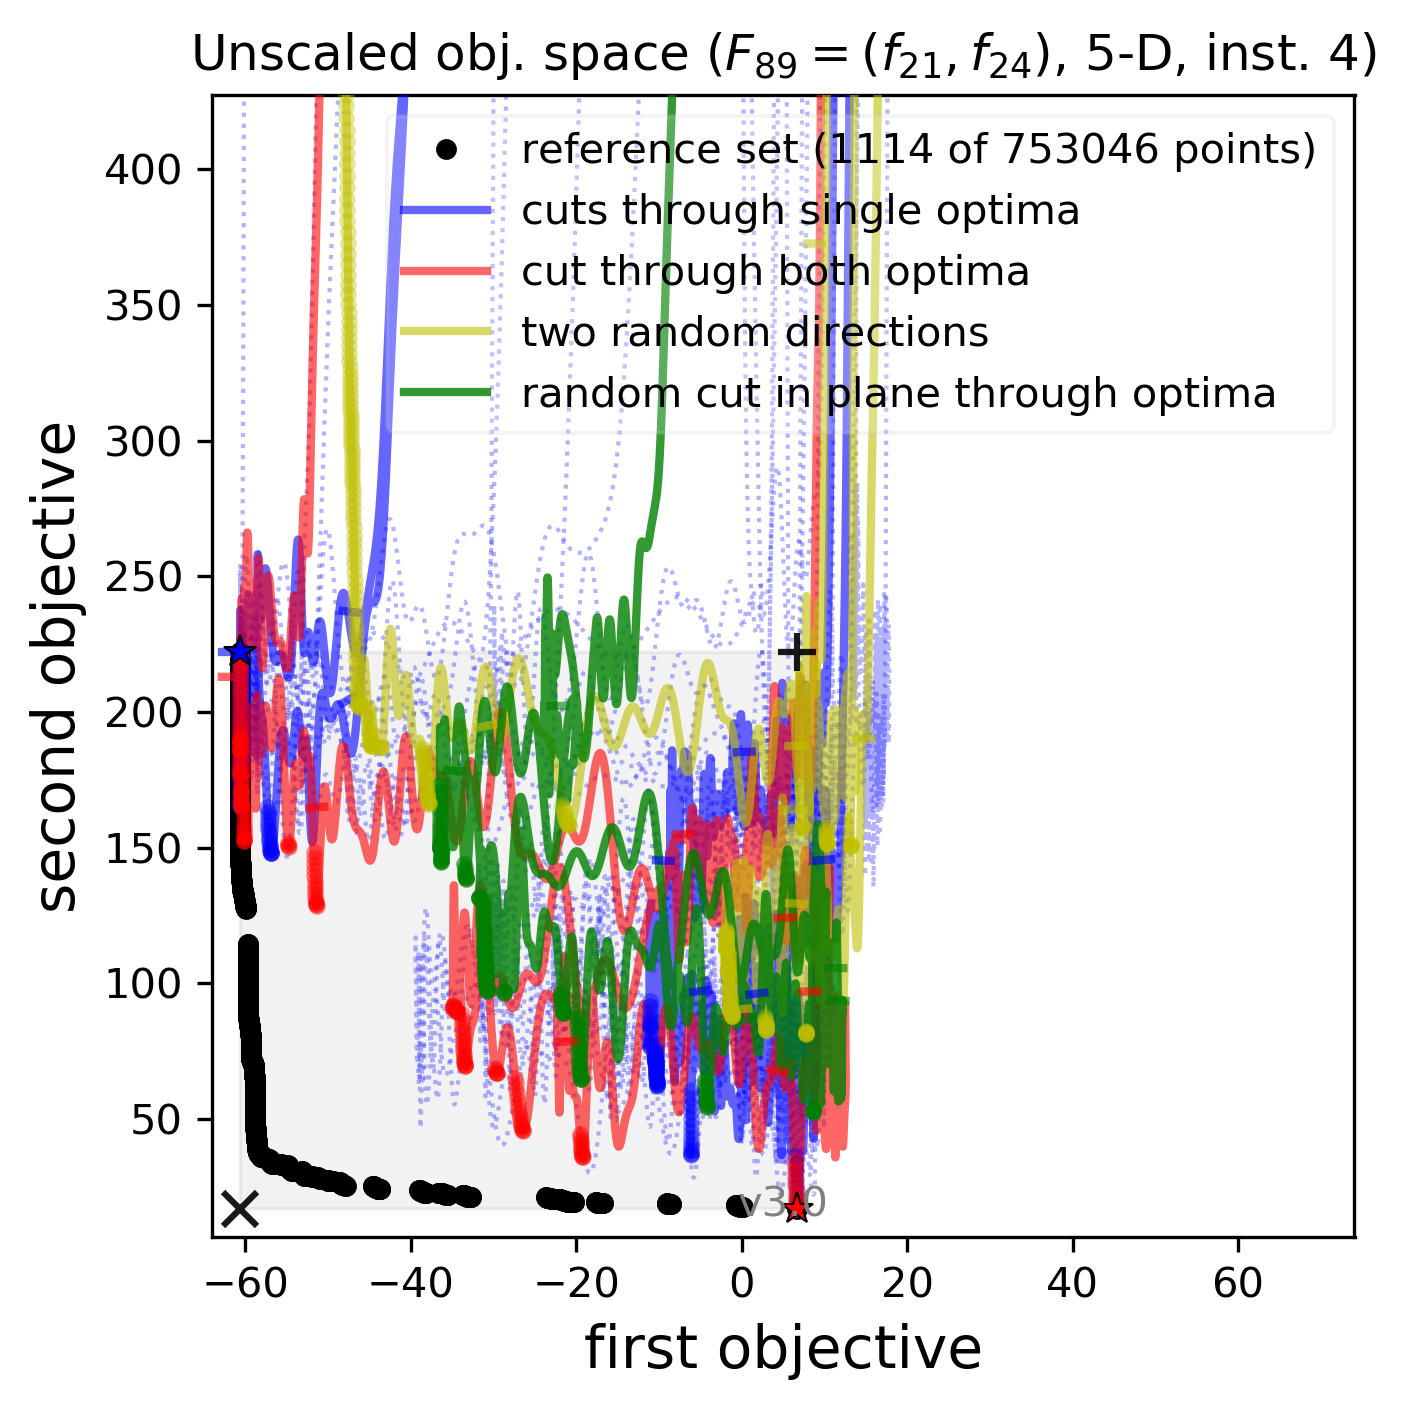 Unscaled obj. space (F₈₉ = (f₂₁, f₂₄), 5-D, inst. 4)
reference set (1114 of 753046 points)
cuts through single optima
cut through both optima
two random directions
random cut in plane through optima
second objective
400
350
300
250
200
150
100
50
v3.0
−60
−40
−20
0
20
40
60
first objective